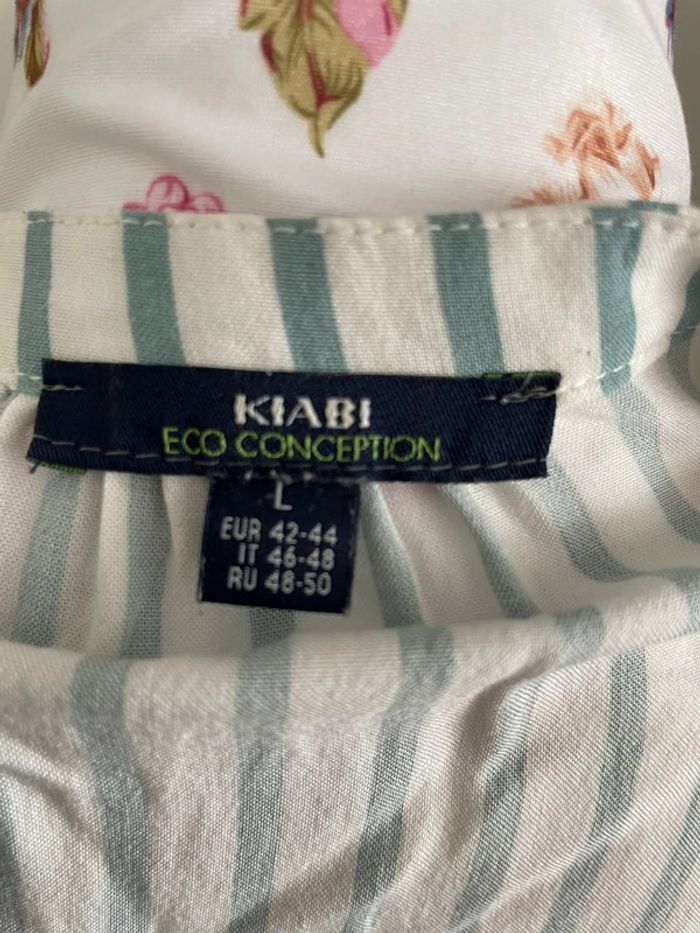 KIABI
ECO CONCEPTION
L
EUR 42-44
IT 46-48
RU 48-50